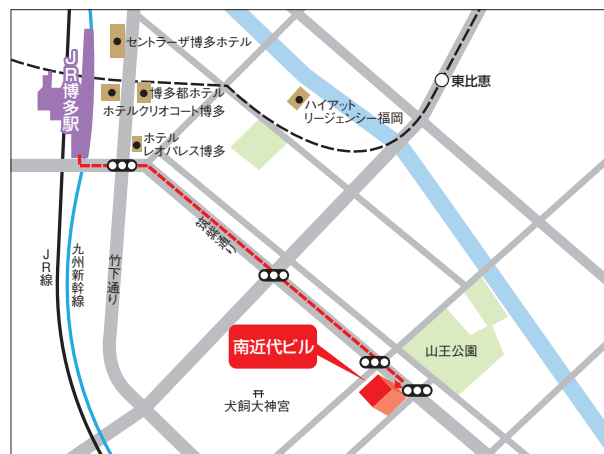 セントラーザ博多ホテル
JR博多駅
博多都ホテル
ホテルクリオコート博多
ホテル
レオパレス博多
ハイアット
リージェンシー福岡
東比恵
筑紫通り
JR線
九州新幹線
竹下通り
南近代ビル
山王公園
犬飼大神宮